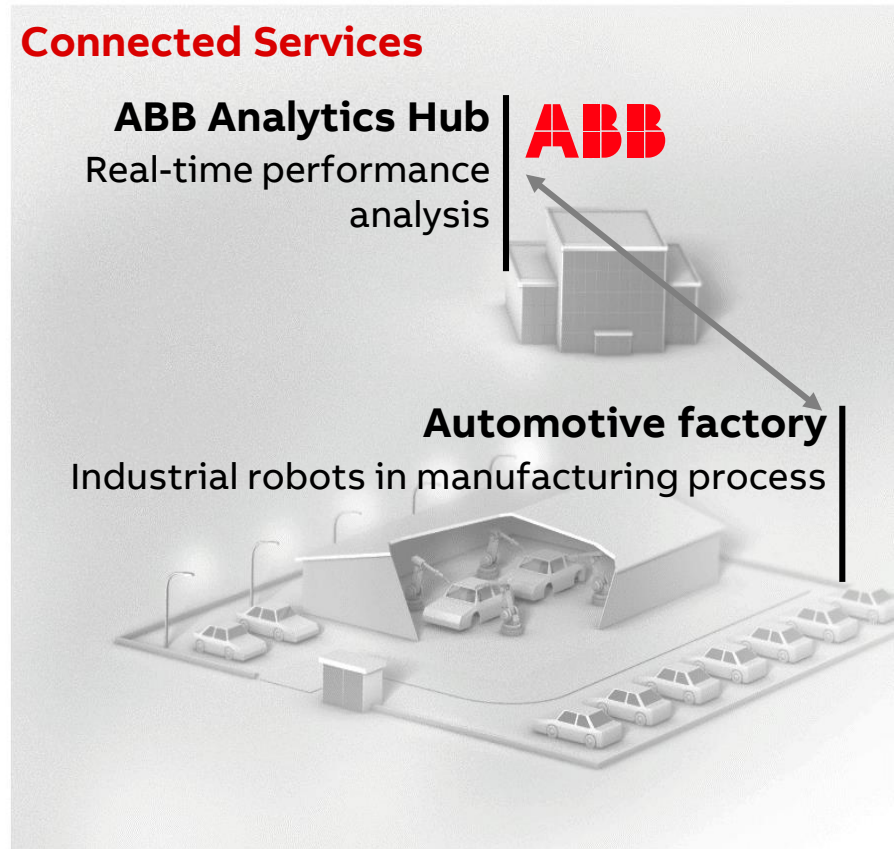 Connected Services
ABB Analytics Hub
ABB
Real-time performance
analysis
Automotive factory
Industrial robots in manufacturing process